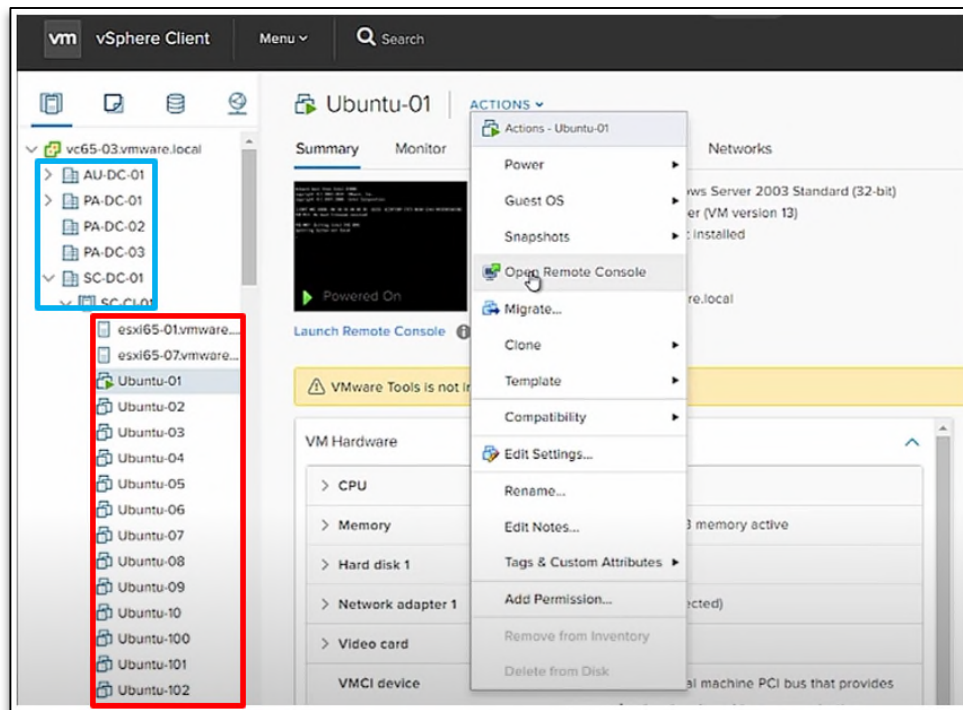 vm vSphere Client Menu Search
Ubuntu-01 ACTIONS
vc65-03.vmware.local
AU-DC-01
PA-DC-01
PA-DC-02
PA-DC-03
SC-DC-01
SC-CL-01
esxi65-01.vmware...
esxi65-07.vmware...
Ubuntu-01
Ubuntu-02
Ubuntu-03
Ubuntu-04
Ubuntu-05
Ubuntu-06
Ubuntu-07
Ubuntu-08
Ubuntu-09
Ubuntu-10
Ubuntu-100
Ubuntu-101
Ubuntu-102
Summary Monitor Networks
Powered On
Launch Remote Console
VMware Tools is not
VM Hardware
CPU
Memory
Hard disk 1
Network adapter 1
Video card
VMCI device
Actions - Ubuntu-01
Power
Guest OS
Snapshots
Open Remote Console
Migrate...
Clone
Template
Compatibility
Edit Settings...
Rename...
Edit Notes...
Tags & Custom Attributes
Add Permission...
Remove from Inventory
Delete from Disk
ws Server 2003 Standard (32-bit)
er (VM version 13)
installed
re.local
memory active
ected)
al machine PCI bus that provides